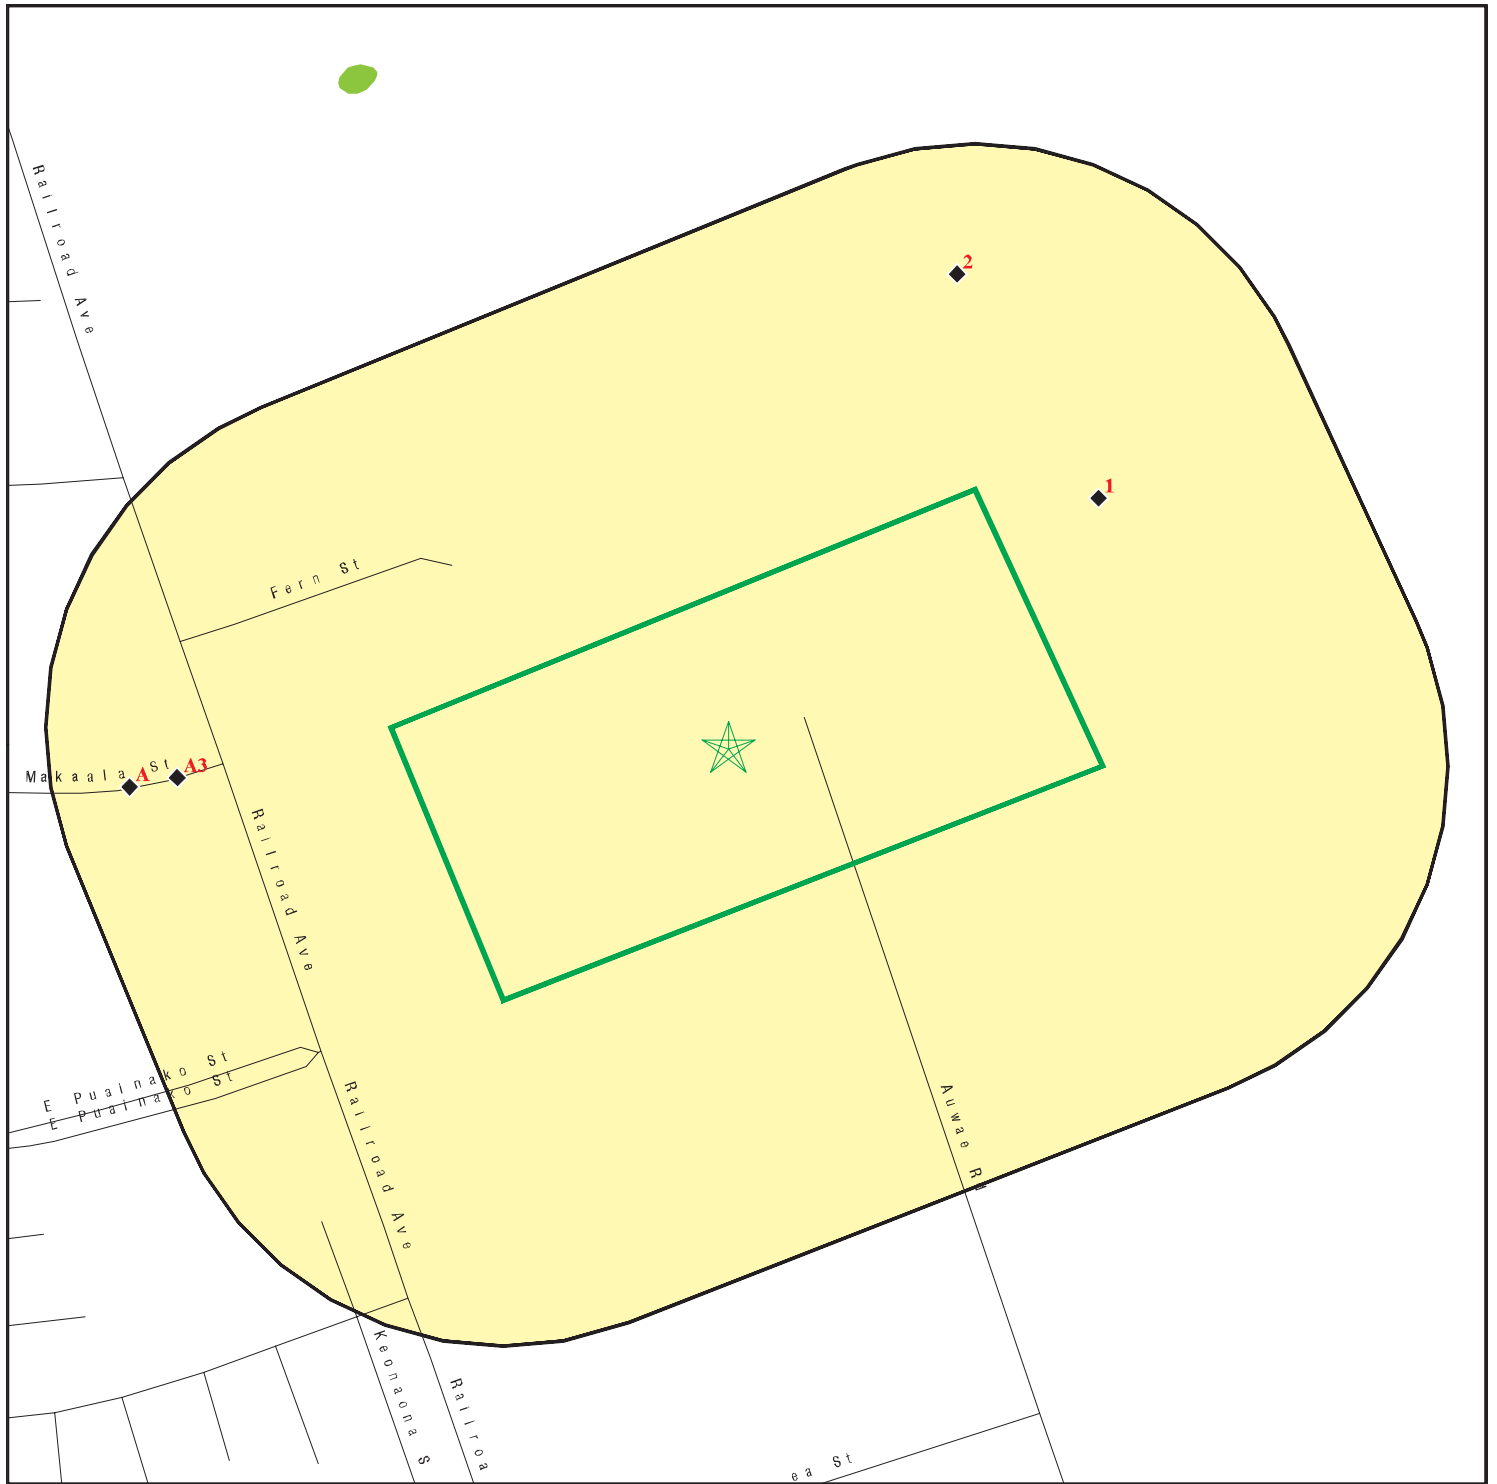 Railroad Ave
2
1
Fern St
Makaala St
A
A3
Railroad Ave
E Puainako St
E Puainako St
Railroad Ave
Auwae Rd
Keonaona S
Railroa
ea St